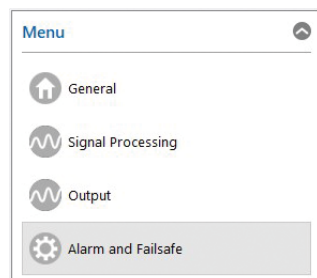 Menu
General
Signal Processing
Output
Alarm and Failsafe